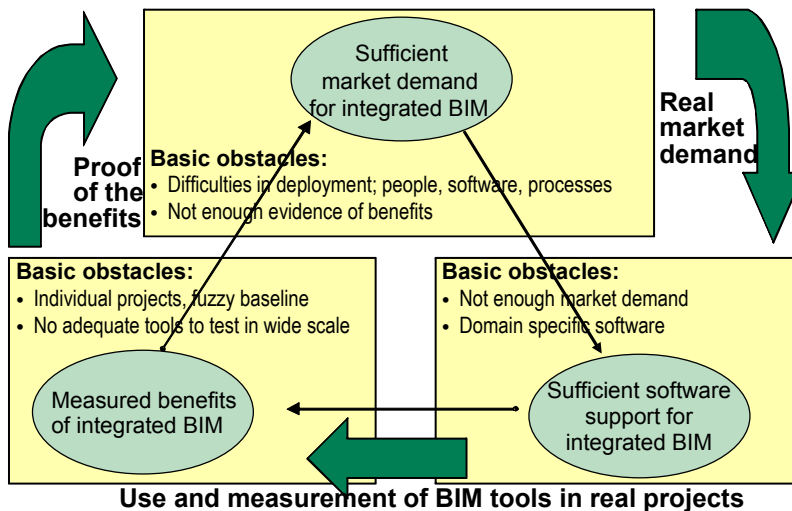 Sufficient
market demand
for integrated BIM
Real
market
demand
Proof
of the
benefits
Basic obstacles:
• Difficulties in deployment; people, software, processes
• Not enough evidence of benefits
Basic obstacles:
• Individual projects, fuzzy baseline
• No adequate tools to test in wide scale
Measured benefits
of integrated BIM
Basic obstacles:
• Not enough market demand
• Domain specific software
Sufficient software
support for
integrated BIM
Use and measurement of BIM tools in real projects